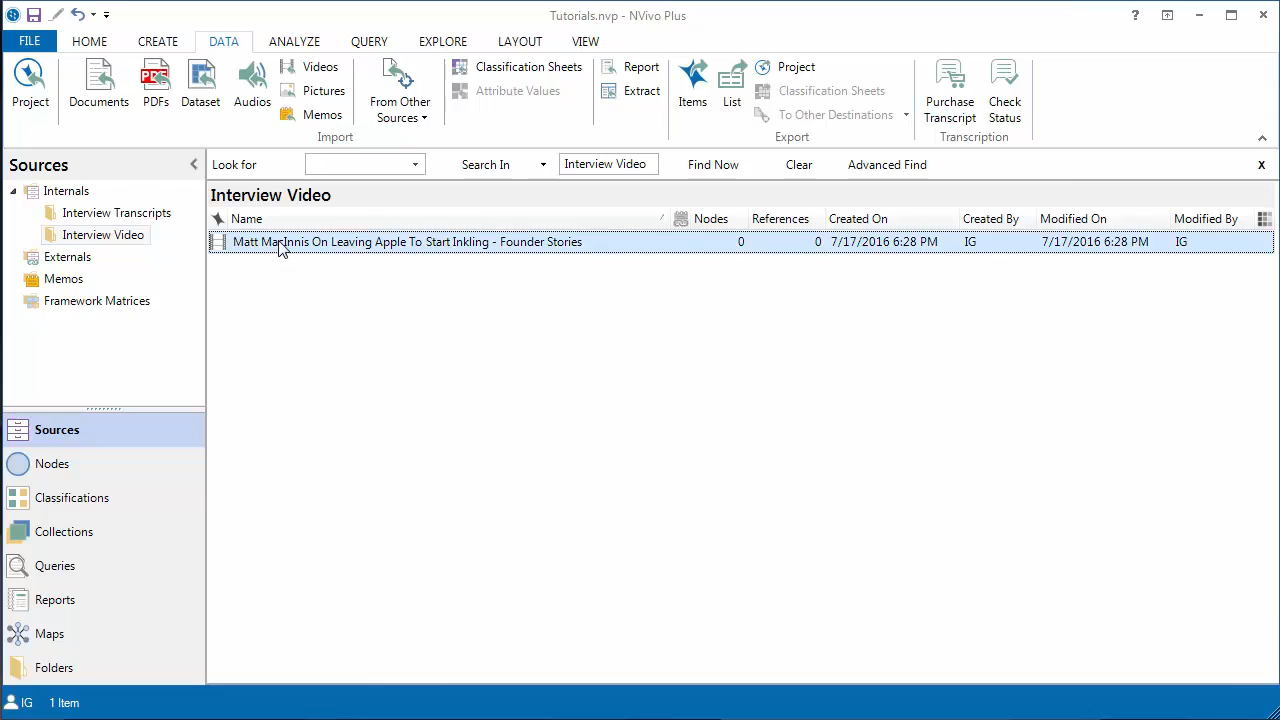 Tutorials.nvp - NVivo Plus
?
FILE HOME CREATE DATA ANALYZE QUERY EXPLORE LAYOUT VIEW
Project
Documents
PDF
PDFs
Dataset
Audios
Videos
Pictures
Memos
From Other
Sources
Import
Classification Sheets
Attribute Values
Report
Extract
Items
List
Project
Classification Sheets
To Other Destinations
Export
Purchase
Transcript
Check
Status
Transcription
Sources
Internals
Interview Transcripts
Interview Video
Externals
Memos
Framework Matrices
Sources
Nodes
Classifications
Collections
Queries
Reports
Maps
Folders
Look for Search In Interview Video Find Now Clear Advanced Find x
Interview Video
Name Nodes References Created On Created By Modified On Modified By
Matt MacInnis On Leaving Apple To Start Inkling - Founder Stories 0 0 7/17/2016 6:28 PM IG 7/17/2016 6:28 PM IG
IG 1 Item